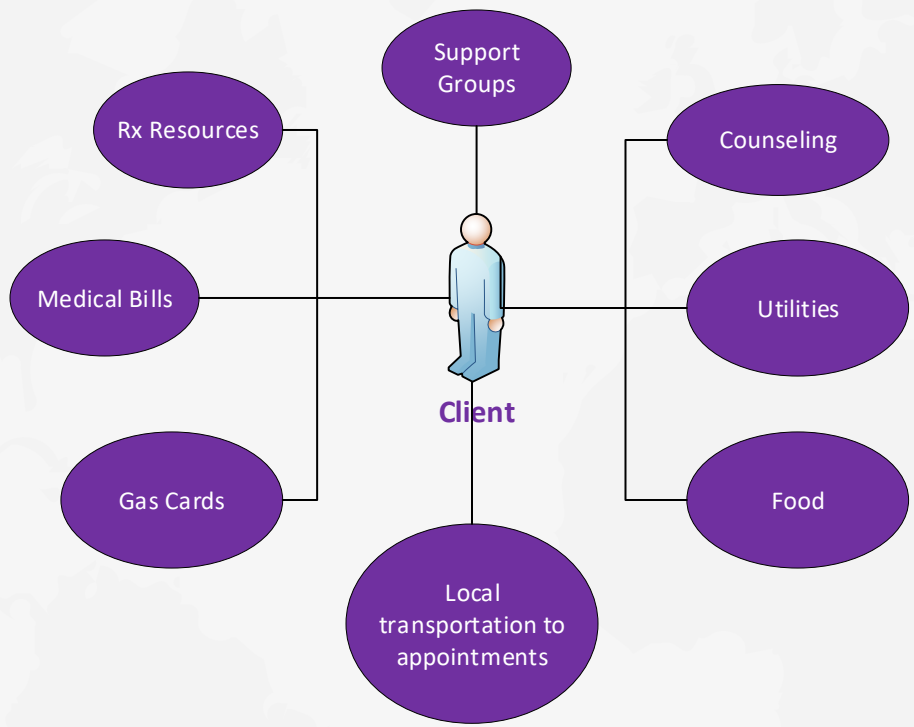 Support
Groups
Rx Resources
Counseling
Medical Bills
Utilities
Client
Gas Cards
Food
Local
transportation to
appointments